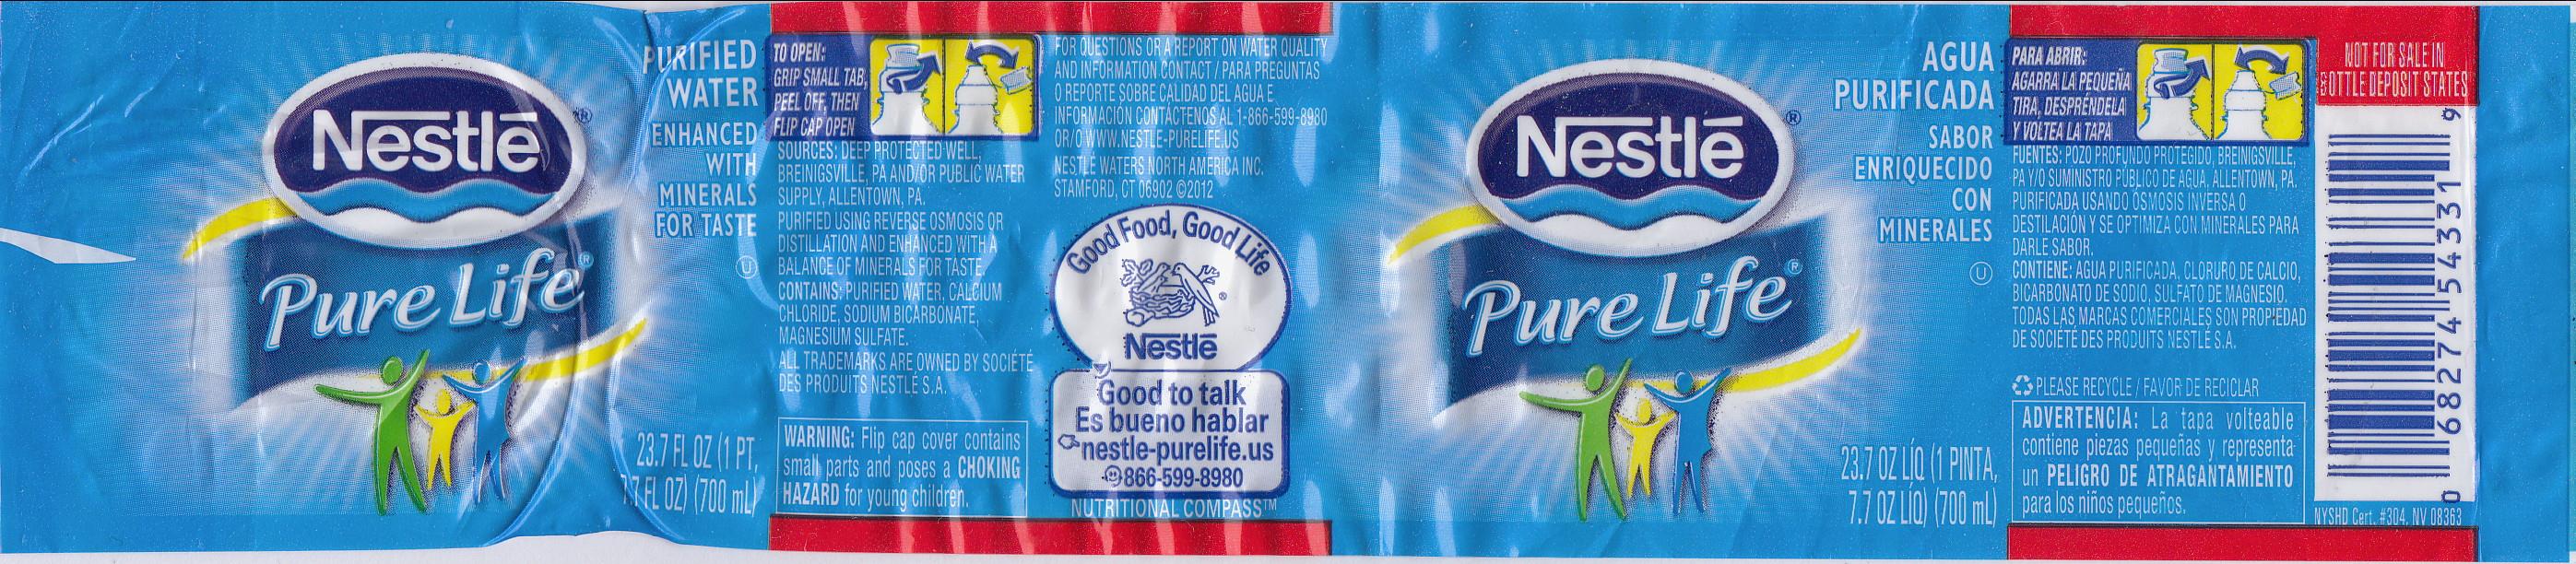 Nestlé®
Pure Life®
PURIFIED
WATER
ENHANCED
WITH
MINERALS
FOR TASTE
U
23.7 FL OZ (1 PT,
7.7 FL OZ) (700 mL)
TO OPEN:
GRIP SMALL TAB,
PEEL OFF, THEN
FLIP CAP OPEN
SOURCES: DEEP PROTECTED WELL,
BREINIGSVILLE, PA AND/OR PUBLIC WATER
SUPPLY, ALLENTOWN, PA.
PURIFIED USING REVERSE OSMOSIS OR
DISTILLATION AND ENHANCED WITH A
BALANCE OF MINERALS FOR TASTE.
CONTAINS: PURIFIED WATER, CALCIUM
CHLORIDE, SODIUM BICARBONATE,
MAGNESIUM SULFATE.
ALL TRADEMARKS ARE OWNED BY SOCIÉTÉ
DES PRODUITS NESTLÉ S.A.
WARNING: Flip cap cover contains
small parts and poses a CHOKING
HAZARD for young children.
FOR QUESTIONS OR A REPORT ON WATER QUALITY
AND INFORMATION CONTACT / PARA PREGUNTAS
O REPORTE SOBRE CALIDAD DEL AGUA E
INFORMACIÓN CONTÁCTENOS AL 1-866-599-8980
OR/O WWW.NESTLE-PURELIFE.US
NESTLÉ WATERS NORTH AMERICA INC.
STAMFORD, CT 06902 ©2012
Good Food, Good Life
®
Nestlé
Good to talk
Es bueno hablar
nestle-purelife.us
866-599-8980
NUTRITIONAL COMPASS™
Nestlé®
Pure Life®
AGUA
PURIFICADA
SABOR
ENRIQUECIDO
CON
MINERALES
U
23.7 OZ LÍQ (1 PINTA,
7.7 OZ LÍQ) (700 mL)
PARA ABRIR:
AGARRA LA PEQUEÑA
TIRA, DESPRÉNDELA
Y VOLTEA LA TAPA
FUENTES: POZO PROFUNDO PROTEGIDO, BREINIGSVILLE,
PA Y/O SUMINISTRO PÚBLICO DE AGUA, ALLENTOWN, PA.
PURIFICADA USANDO ÓSMOSIS INVERSA O
DESTILACIÓN Y SE OPTIMIZA CON MINERALES PARA
DARLE SABOR.
CONTIENE: AGUA PURIFICADA, CLORURO DE CALCIO,
BICARBONATO DE SODIO, SULFATO DE MAGNESIO.
TODAS LAS MARCAS COMERCIALES SON PROPIEDAD
DE SOCIÉTÉ DES PRODUITS NESTLÉ S.A.
PLEASE RECYCLE / FAVOR DE RECICLAR
ADVERTENCIA: La tapa volteable
contiene piezas pequeñas y representa
un PELIGRO DE ATRAGANTAMIENTO
para los niños pequeños.
NOT FOR SALE IN
BOTTLE DEPOSIT STATES
0 68274 54331 9
NYSHD Cert. #304, NV 08363